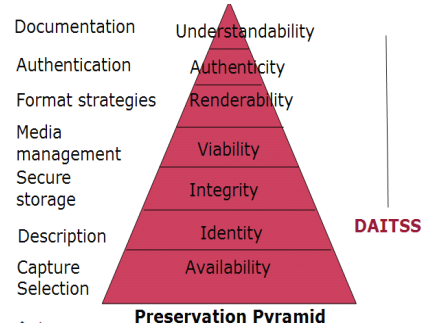 Documentation
Understandability
Authentication
Authenticity
Format strategies
Renderability
Media
management
Viability
Secure
storage
Integrity
DAITSS
Description
Identity
Capture
Selection
Availability
Preservation Pyramid